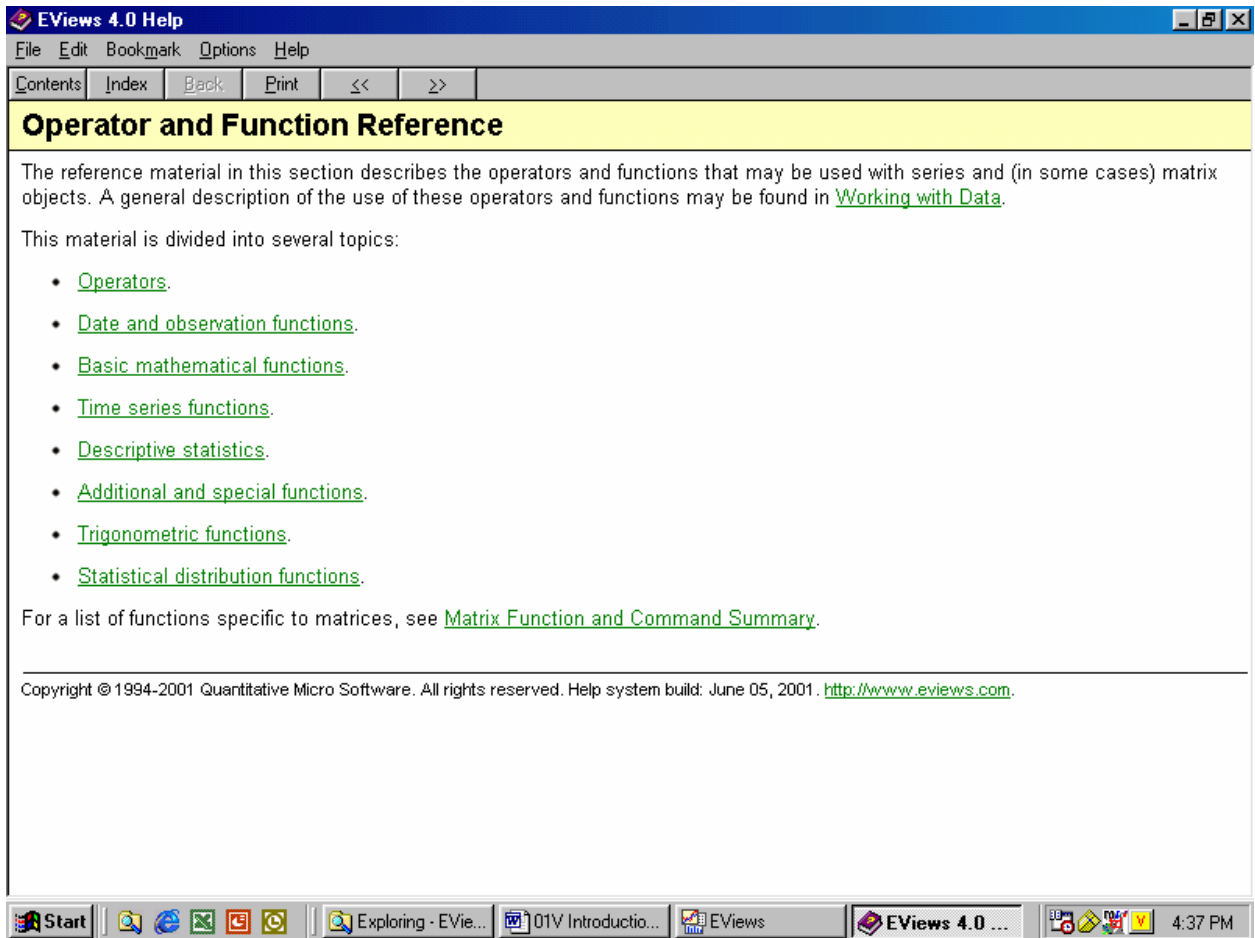 EViews 4.0 Help
File Edit Bookmark Options Help
Contents Index Back Print << >>
Operator and Function Reference
The reference material in this section describes the operators and functions that may be used with series and (in some cases) matrix
objects. A general description of the use of these operators and functions may be found in Working with Data.
This material is divided into several topics:
• Operators.
• Date and observation functions.
• Basic mathematical functions.
• Time series functions.
• Descriptive statistics.
• Additional and special functions.
• Trigonometric functions.
• Statistical distribution functions.
For a list of functions specific to matrices, see Matrix Function and Command Summary.
Copyright © 1994-2001 Quantitative Micro Software. All rights reserved. Help system build: June 05, 2001. http://www.eviews.com.
Start Exploring - EVie... 01V Introductio... EViews EViews 4.0 ... 4:37 PM